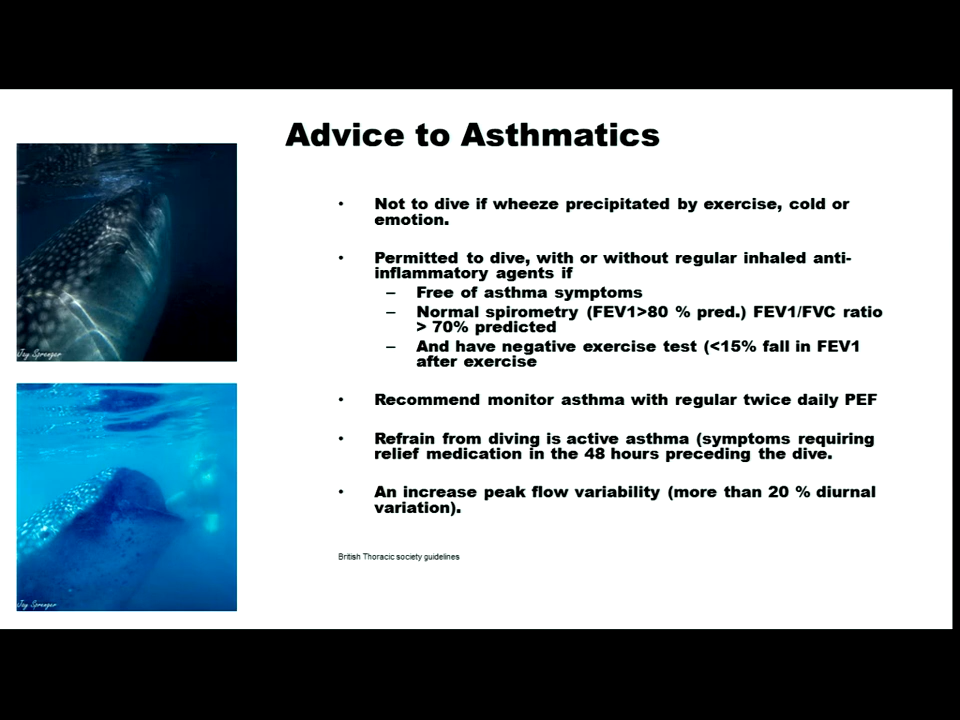 Advice to Asthmatics
• Not to dive if wheeze precipitated by exercise, cold or
emotion.
• Permitted to dive, with or without regular inhaled anti-
inflammatory agents if
– Free of asthma symptoms
– Normal spirometry (FEV1>80 % pred.) FEV1/FVC ratio
> 70% predicted
– And have negative exercise test (<15% fall in FEV1
after exercise
• Recommend monitor asthma with regular twice daily PEF
• Refrain from diving is active asthma (symptoms requiring
relief medication in the 48 hours preceding the dive.
• An increase peak flow variability (more than 20 % diurnal
variation).
British Thoracic society guidelines
Jay Sprenger
Jay Sprenger